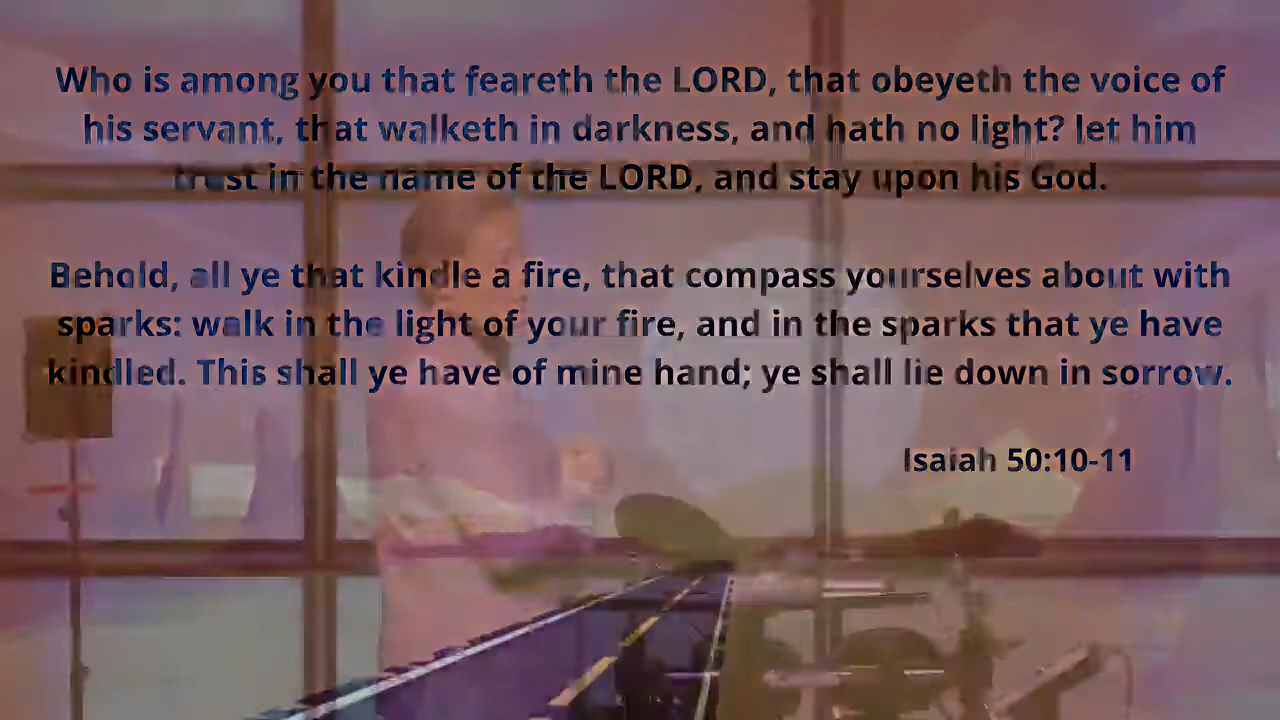 Who is among you that feareth the LORD, that obeyeth the voice of
his servant, that walketh in darkness, and hath no light? let him
trust in the name of the LORD, and stay upon his God.
Behold, all ye that kindle a fire, that compass yourselves about with
sparks: walk in the light of your fire, and in the sparks that ye have
kindled. This shall ye have of mine hand; ye shall lie down in sorrow.
Isaiah 50:10-11